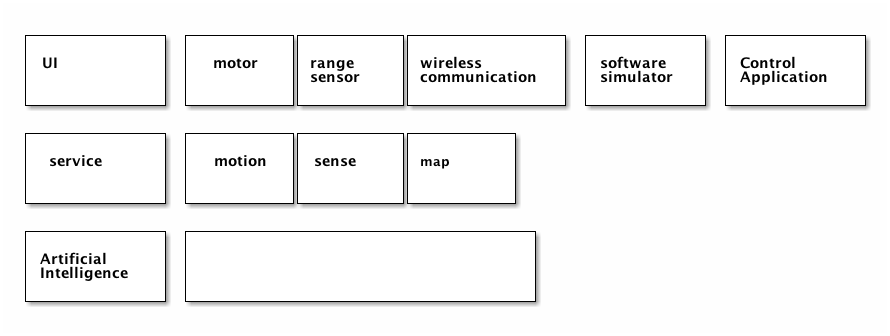 UI
motor
range
sensor
wireless
communication
software
simulator
Control
Application
service
motion
sense
map
Artificial
Intelligence